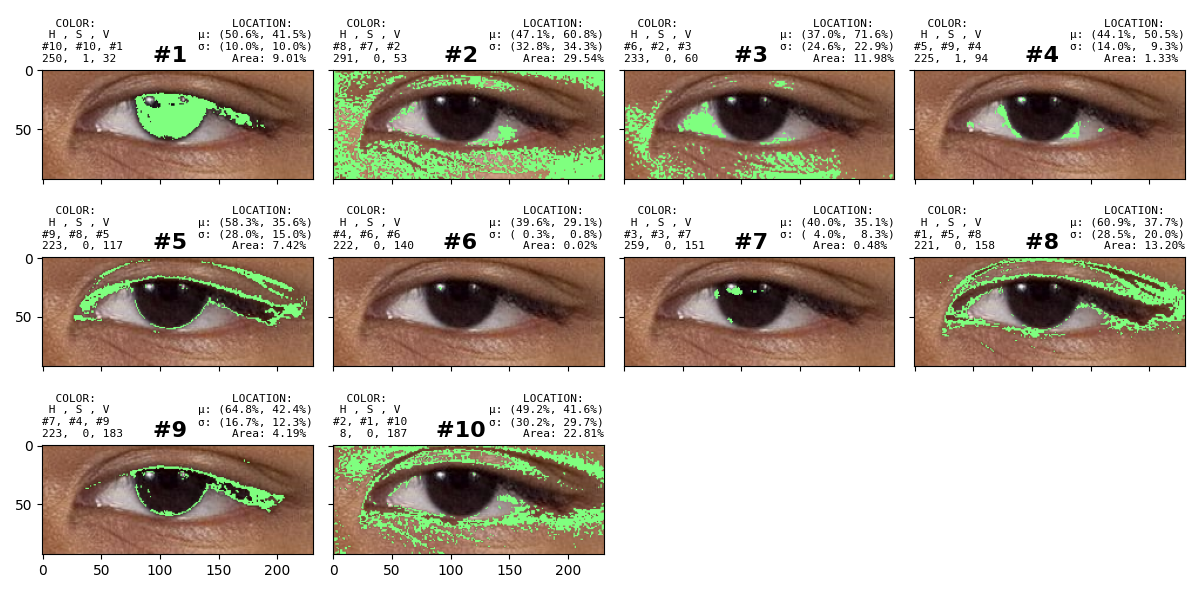 COLOR: LOCATION:
H , S , V μ: (50.6%, 41.5%)
#10, #10, #1 σ: (10.0%, 10.0%)
250, 1, 32 #1 Area: 9.01%
COLOR: LOCATION:
H , S , V μ: (47.1%, 60.8%)
#8, #7, #2 σ: (32.8%, 34.3%)
291, 0, 53 #2 Area: 29.54%
COLOR: LOCATION:
H , S , V μ: (37.0%, 71.6%)
#6, #2, #3 σ: (24.6%, 22.9%)
233, 0, 60 #3 Area: 11.98%
COLOR: LOCATION:
H , S , V μ: (44.1%, 50.5%)
#5, #9, #4 σ: (14.0%, 9.3%)
225, 1, 94 #4 Area: 1.33%
0
50
COLOR: LOCATION:
H , S , V μ: (58.3%, 35.6%)
#9, #8, #5 σ: (28.0%, 15.0%)
223, 0, 117 #5 Area: 7.42%
COLOR: LOCATION:
H , S , V μ: (39.6%, 29.1%)
#4, #6, #6 σ: ( 0.3%, 0.8%)
222, 0, 140 #6 Area: 0.02%
COLOR: LOCATION:
H , S , V μ: (40.0%, 35.1%)
#3, #3, #7 σ: ( 4.0%, 8.3%)
259, 0, 151 #7 Area: 0.48%
COLOR: LOCATION:
H , S , V μ: (60.9%, 37.7%)
#1, #5, #8 σ: (28.5%, 20.0%)
221, 0, 158 #8 Area: 13.20%
0
50
COLOR: LOCATION:
H , S , V μ: (64.8%, 42.4%)
#7, #4, #9 σ: (16.7%, 12.3%)
223, 0, 183 #9 Area: 4.19%
COLOR: LOCATION:
H , S , V μ: (49.2%, 41.6%)
#2, #1, #10 σ: (30.2%, 29.7%)
8, 0, 187 #10 Area: 22.81%
0
50
0 50 100 150 200
0 50 100 150 200